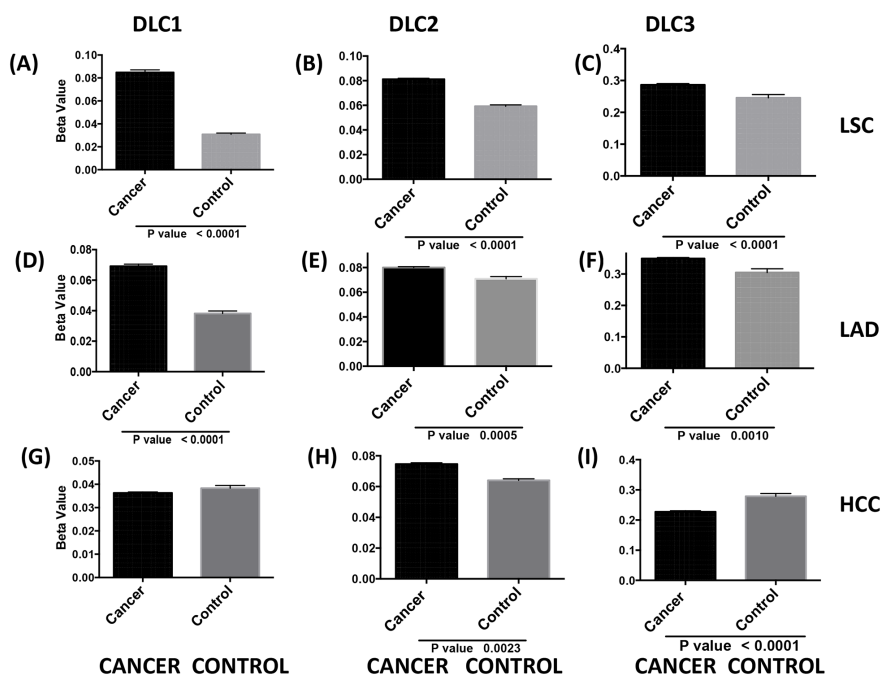 DLC1 DLC2 DLC3
(A) Beta Value 0.10 0.08 0.06 0.04 0.02 0.00 Cancer Control
P value < 0.0001
(B) 0.10 0.08 0.06 0.04 0.02 0.00 Cancer Control
P value < 0.0001
(C) 0.4 0.3 0.2 0.1 0.0 Cancer Control
P value < 0.0001
LSC
(D) Beta Value 0.08 0.06 0.04 0.02 0.00 Cancer Control
P value < 0.0001
(E) 0.08 0.06 0.04 0.02 0.00 Cancer Control
P value 0.0005
(F) 0.3 0.2 0.1 0.0 Cancer Control
P value 0.0010
LAD
(G) Beta Value 0.05 0.04 0.03 0.02 0.01 0.00 Cancer Control
(H) 0.08 0.06 0.04 0.02 0.00 Cancer Control
P value 0.0023
(I) 0.4 0.3 0.2 0.1 0.0 Cancer Control
P value < 0.0001
HCC
CANCER CONTROL CANCER CONTROL CANCER CONTROL